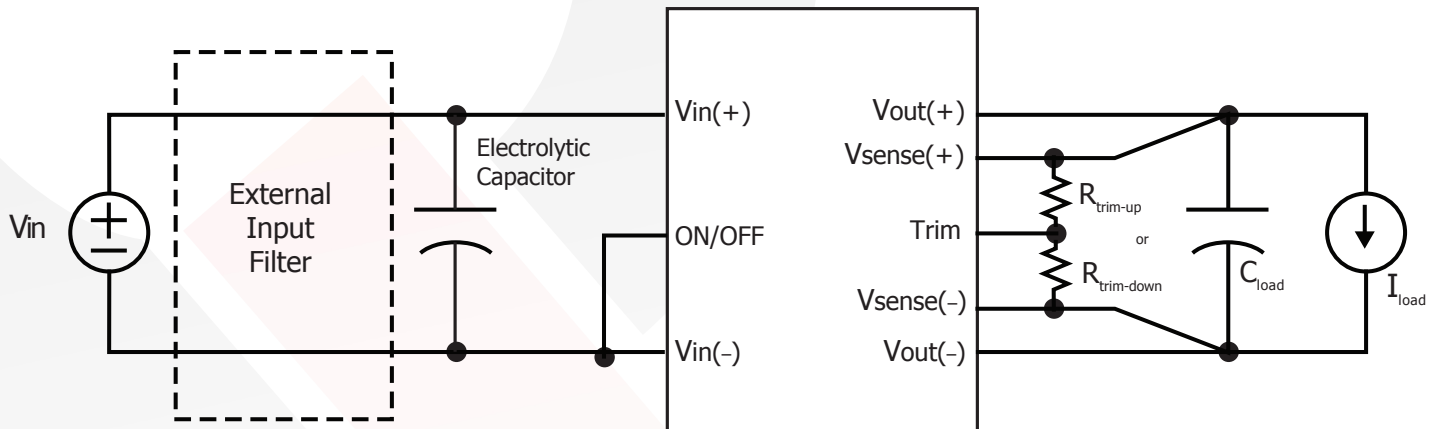 Vin
External
Input
Filter
Electrolytic
Capacitor
Vin(+)
ON/OFF
Vin(–)
Vout(+)
Vsense(+)
Trim
Vsense(–)
Vout(–)
Rtrim-up
or
Rtrim-down
Cload
Iload